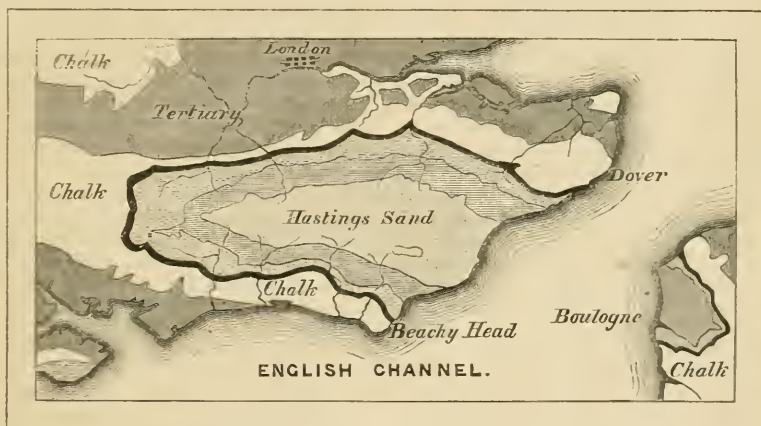 London
Chalk
Tertiary
Chalk
Dover
Hastings Sand
Chalk
Boulogne
Beachy Head
ENGLISH CHANNEL.
Chalk